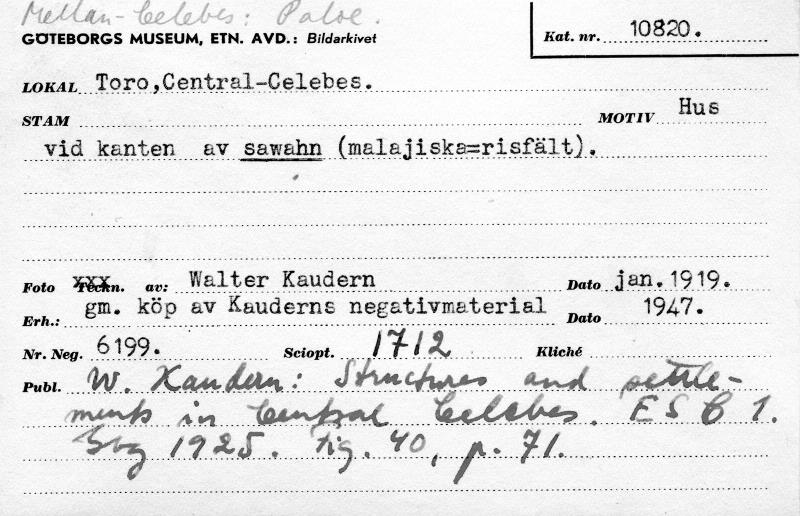 Mellan-Celebes: Paloe.
GÖTEBORGS MUSEUM, ETN. AVD.: Bildarkivet
Kat. nr. 10820.
LOKAL Toro, Central-Celebes.
STAM MOTIV Hus
vid kanten av sawahn (malajiska=risfält).
Foto xxx Teckn. av: Walter Kaudern Dato jan. 1919.
Erh.: gm. köp av Kauderns negativmaterial Dato 1947.
Nr. Neg. 6199. Sciopt. 1712 Kliché
Publ. W. Kaudern: Structures and settle-
ments in Central Celebes. ESC 1.
Gbg 1925. Fig. 40, p. 71.